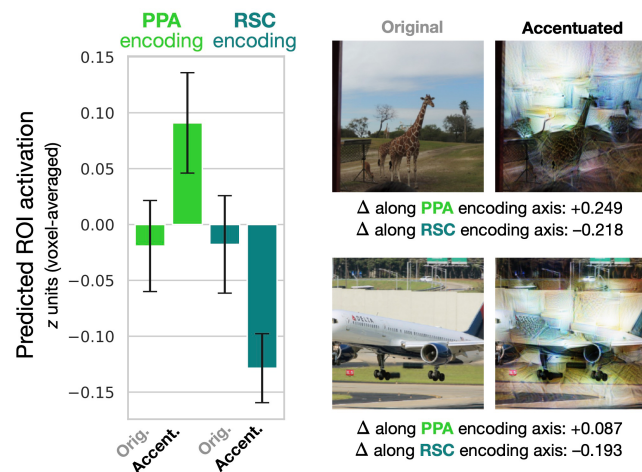 PPA
encoding
RSC
encoding
Predicted ROI activation
z units (voxel-averaged)
0.15
0.10
0.05
0.00
−0.05
−0.10
−0.15
Orig.
Accent.
Orig.
Accent.
Original
Accentuated
Δ along PPA encoding axis: +0.249
Δ along RSC encoding axis: −0.218
DELTA
Δ along PPA encoding axis: +0.087
Δ along RSC encoding axis: −0.193